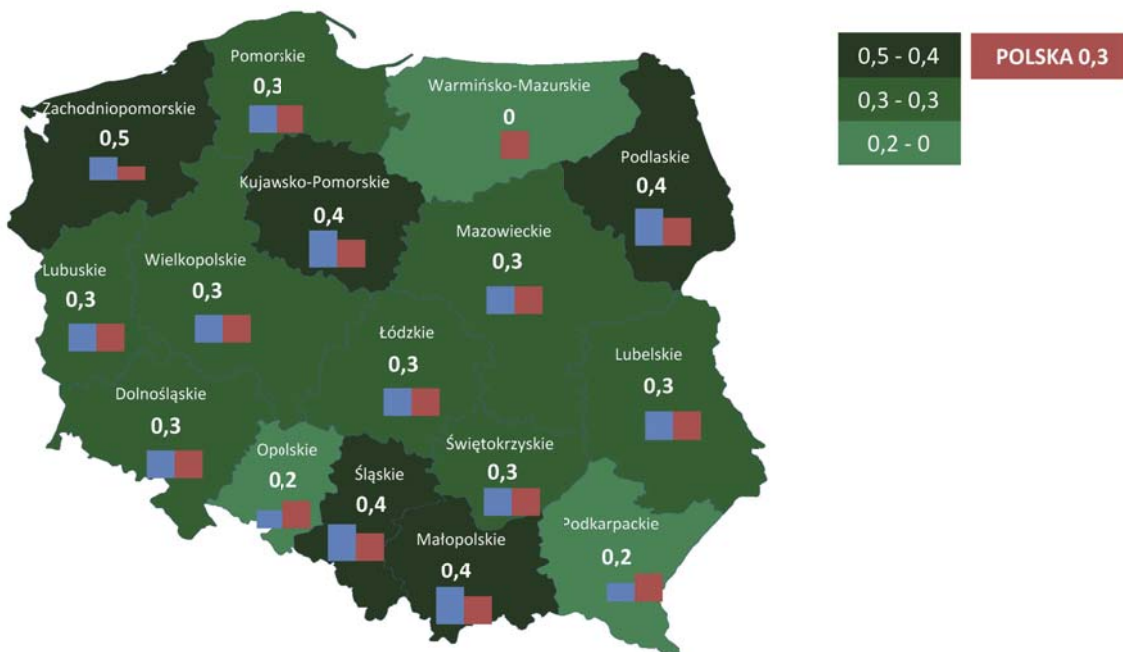 Pomorskie
0,3
Warmińsko-Mazurskie
0
Zachodniopomorskie
0,5
Podlaskie
0,4
Kujawsko-Pomorskie
0,4
Mazowieckie
0,3
Wielkopolskie
0,3
Lubuskie
0,3
Łódzkie
0,3
Lubelskie
0,3
Dolnośląskie
0,3
Opolskie
0,2
Śląskie
0,4
Świętokrzyskie
0,3
Małopolskie
0,4
Podkarpackie
0,2
0,5 - 0,4
0,3 - 0,3
0,2 - 0
POLSKA 0,3